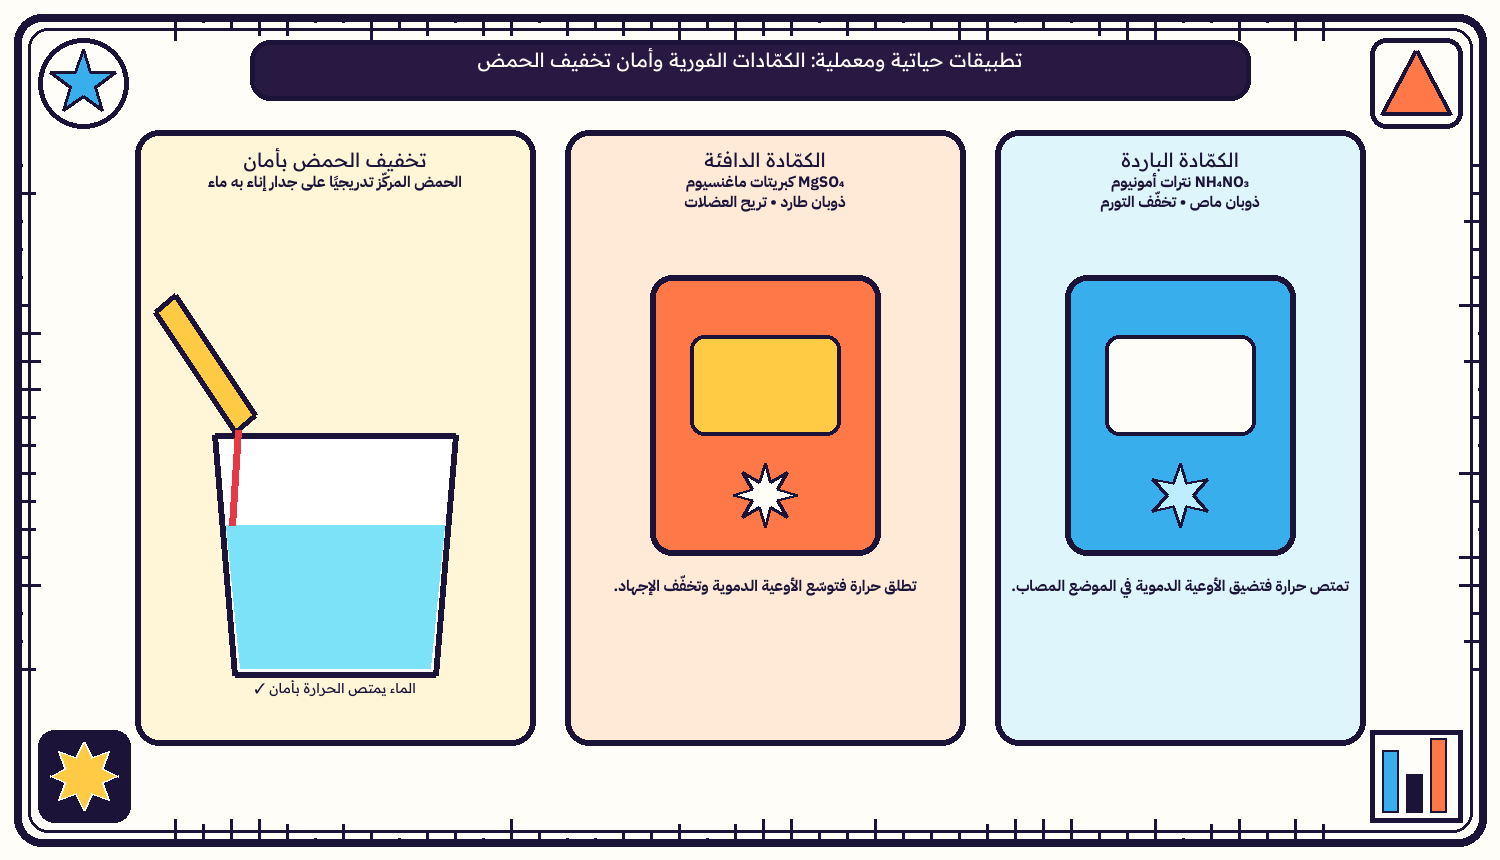 تطبيقات حياتية ومعملية: الكمّادات الفورية وأمان تخفيف الحمض
الكمّادة الباردة
NH₄NO₃ نترات أمونيوم
ذوبان ماص • تخفّف التورم
تمتص حرارة فتضيق الأوعية الدموية في الموضع المصاب.
الكمّادة الدافئة
MgSO₄ كبريتات ماغنسيوم
ذوبان طارد • تريح العضلات
تطلق حرارة فتوسّع الأوعية الدموية وتخفّف الإجهاد.
تخفيف الحمض بأمان
الحمض المركّز تدريجيًا على جدار إناء به ماء
الماء يمتص الحرارة بأمان ✓